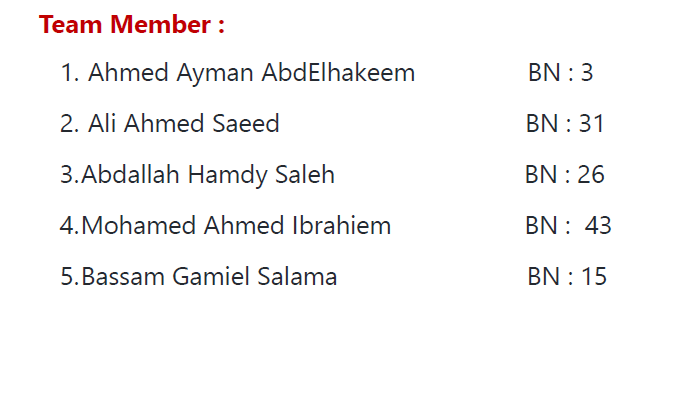 Team Member :
1. Ahmed Ayman AbdElhakeem BN : 3
2. Ali Ahmed Saeed BN : 31
3.Abdallah Hamdy Saleh BN : 26
4.Mohamed Ahmed Ibrahiem BN : 43
5.Bassam Gamiel Salama BN : 15